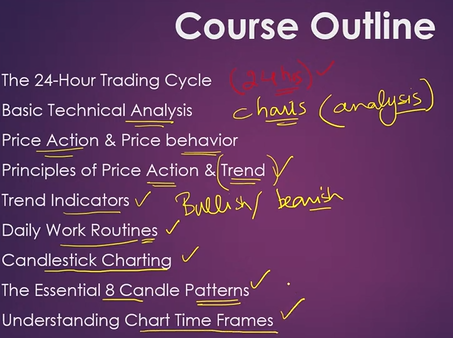 Course Outline
The 24-Hour Trading Cycle (24hs)
Basic Technical Analysis charts (analysis)
Price Action & Price behavior
Principles of Price Action & Trend
Trend Indicators Bullish/ bearish
Daily Work Routines
Candlestick Charting
The Essential 8 Candle Patterns
Understanding Chart Time Frames